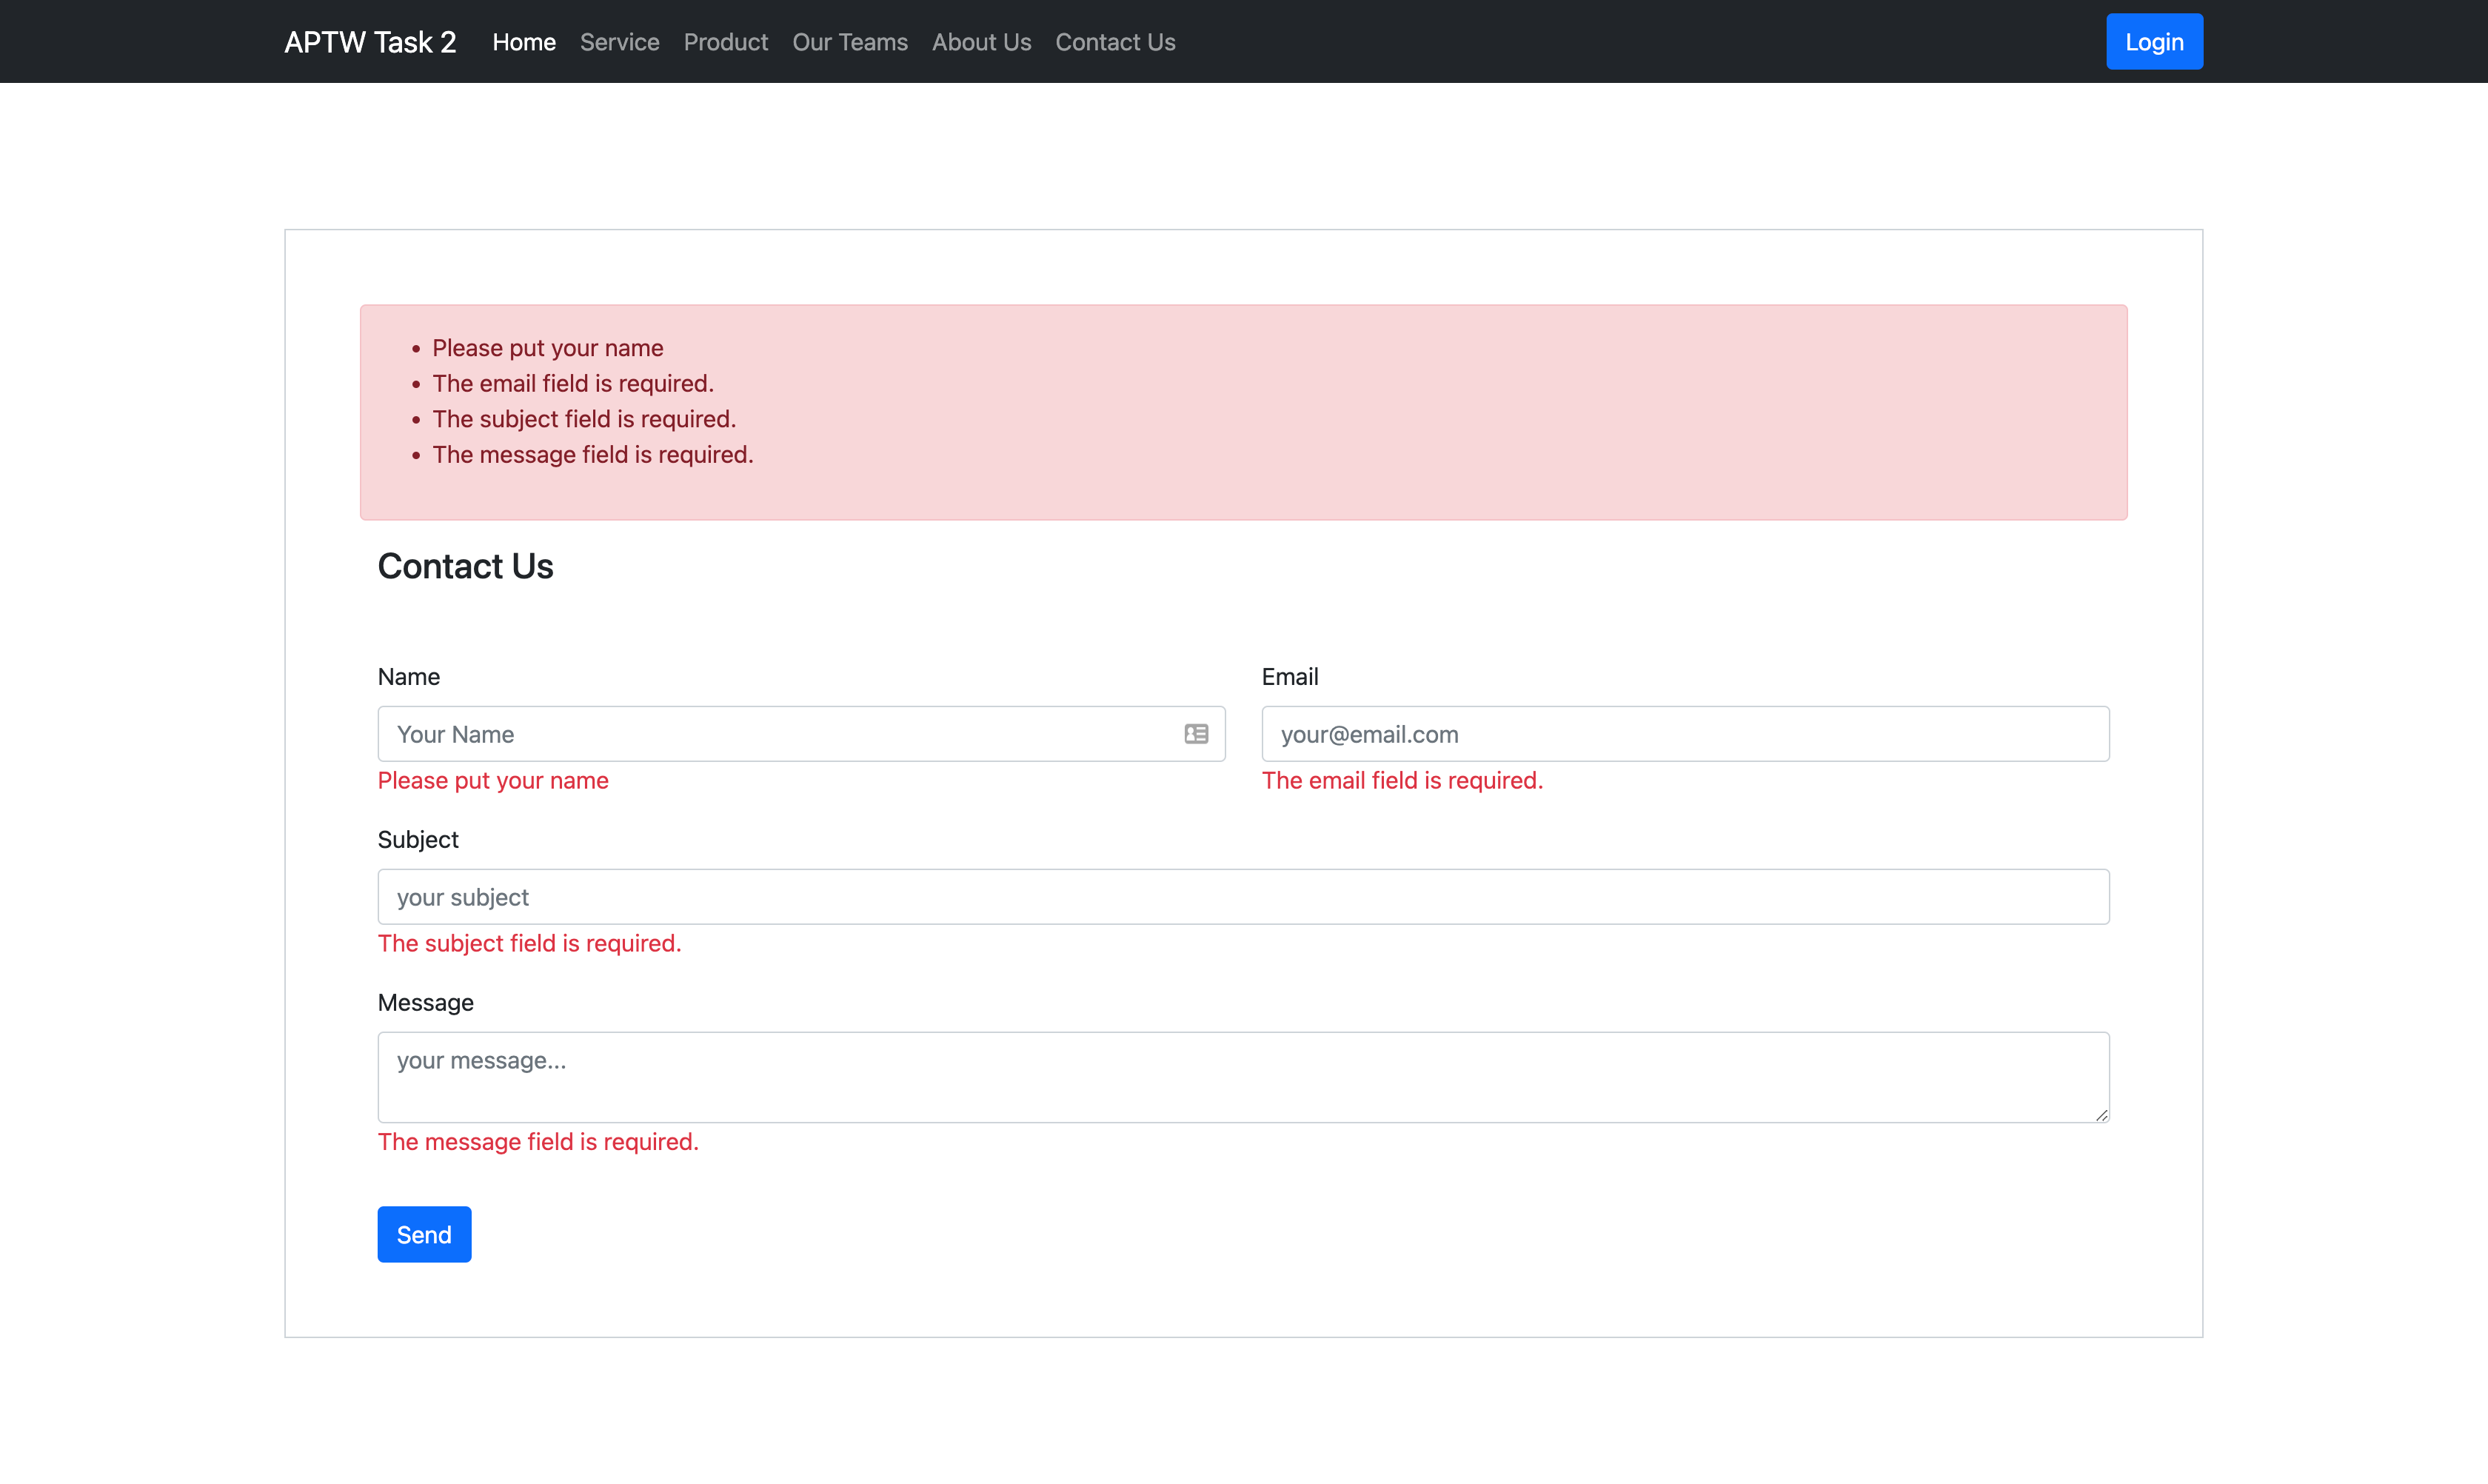 APTW Task 2 Home Service Product Our Teams About Us Contact Us Login
• Please put your name
• The email field is required.
• The subject field is required.
• The message field is required.
Contact Us
Name Email
Your Name your@email.com
Please put your name The email field is required.
Subject
your subject
The subject field is required.
Message
your message...
The message field is required.
Send